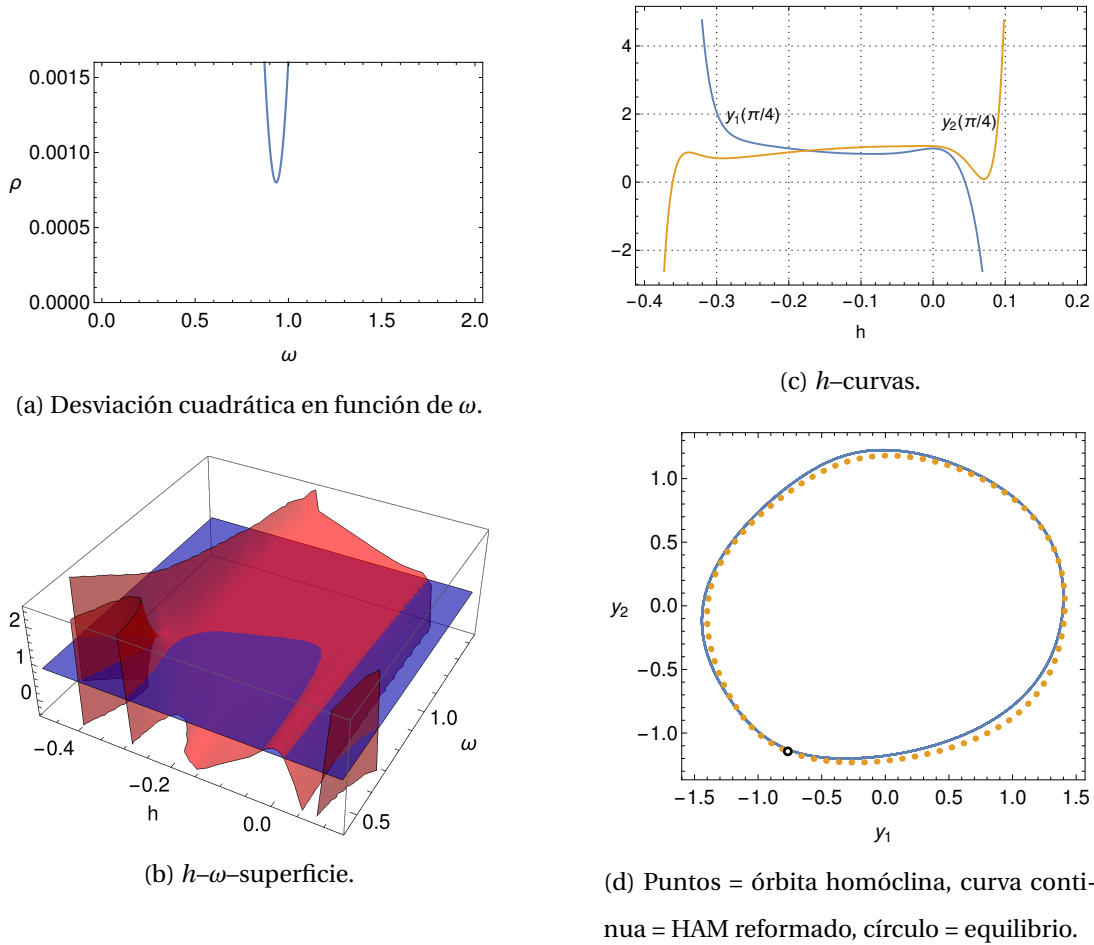 0.0015
0.0010
ρ
0.0005
0.0000
0.0 0.5 1.0 1.5 2.0
ω
(a) Desviación cuadrática en función de ω.
2
1
0
−0.4
−0.2
h
0.0
0.5
1.0
ω
(b) h–ω–superficie.
4
2
0
−2
y₁(π/4)
y₂(π/4)
−0.4 −0.3 −0.2 −0.1 0.0 0.1 0.2
h
(c) h–curvas.
1.0
0.5
y₂ 0.0
−0.5
−1.0
−1.5 −1.0 −0.5 0.0 0.5 1.0 1.5
y₁
(d) Puntos = órbita homóclina, curva conti-
nua = HAM reformado, círculo = equilibrio.